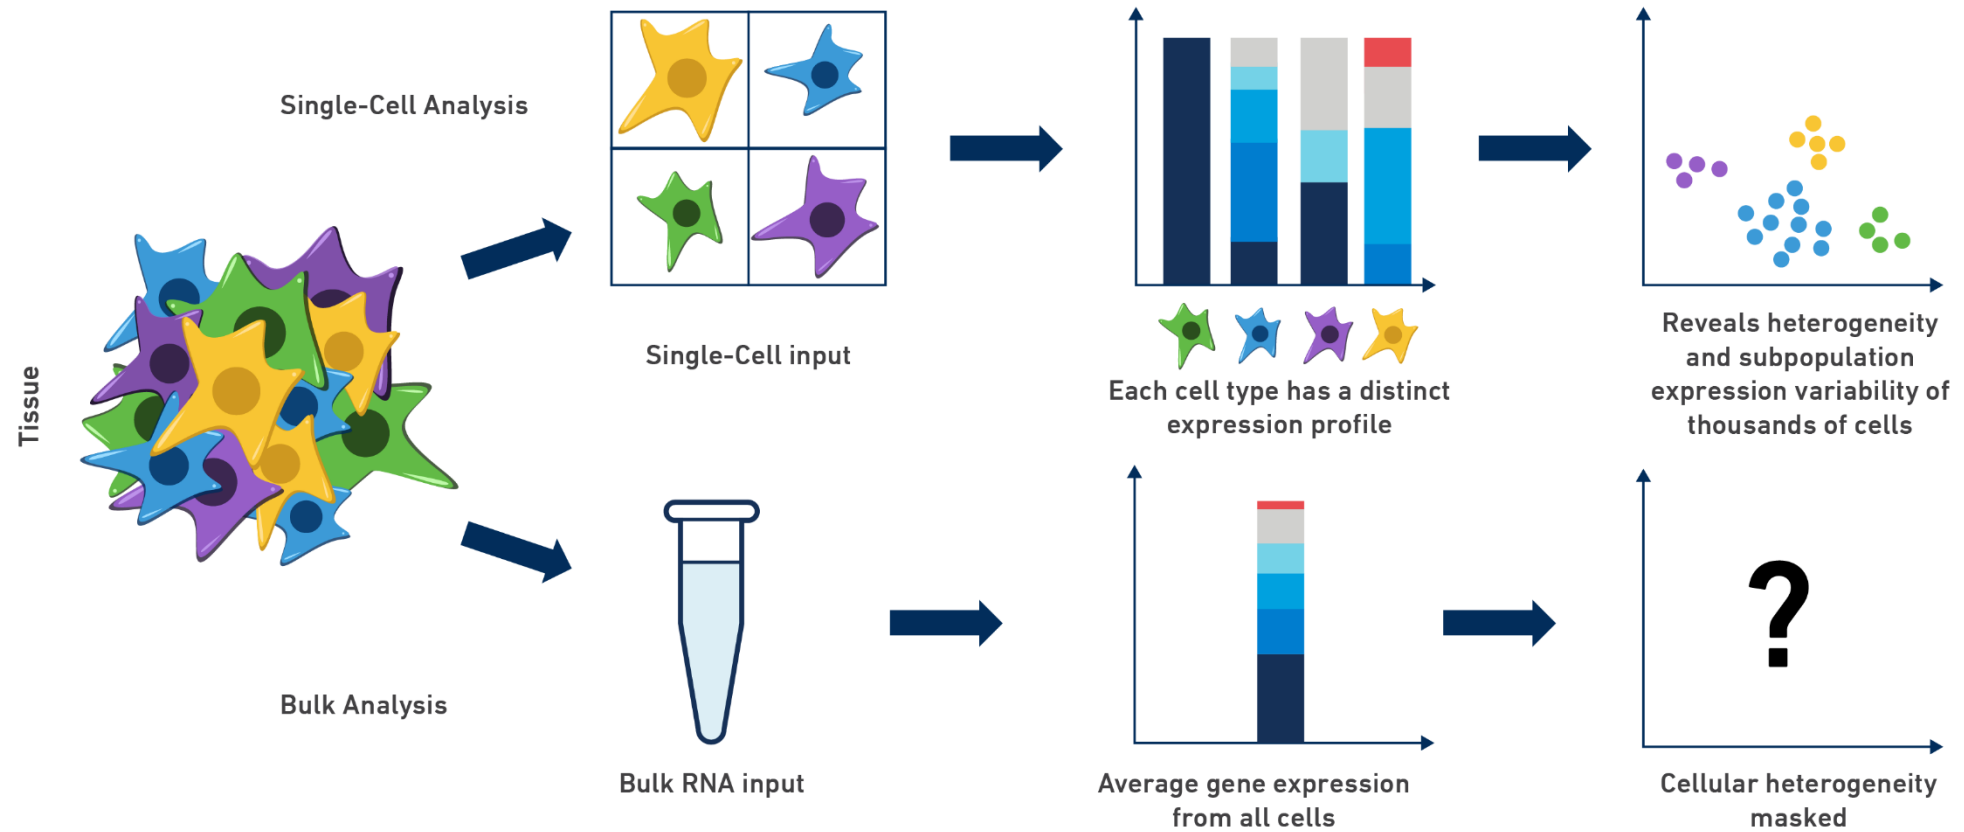 Tissue
Single-Cell Analysis
Single-Cell input
Each cell type has a distinct
expression profile
Reveals heterogeneity
and subpopulation
expression variability of
thousands of cells
Bulk Analysis
Bulk RNA input
Average gene expression
from all cells
?
Cellular heterogeneity
masked